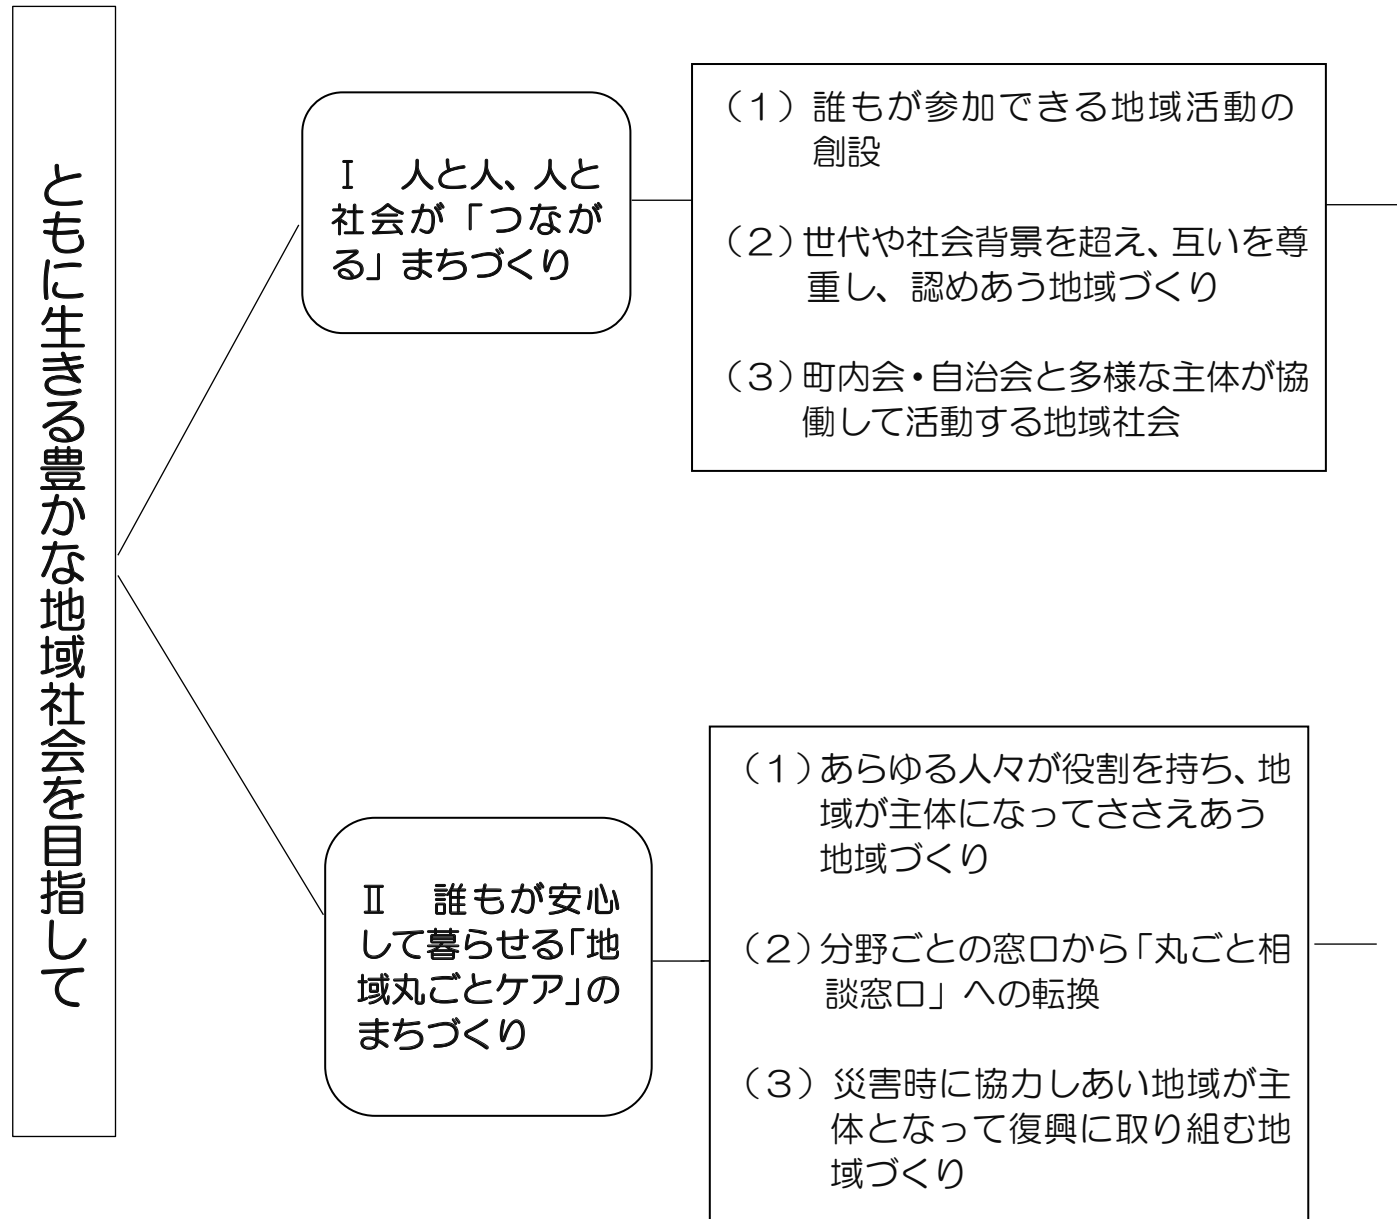 ともに生きる豊かな地域社会を目指して
Ⅰ　人と人、人と
社会が「つなが
る」まちづくり
（１）誰もが参加できる地域活動の
創設
（２）世代や社会背景を超え、互いを尊
重し、認めあう地域づくり
（３）町内会・自治会と多様な主体が協
働して活動する地域社会
Ⅱ　誰もが安心
して暮らせる「地
域丸ごとケア」の
まちづくり
（１）あらゆる人々が役割を持ち、地
域が主体になってささえあう
地域づくり
（２）分野ごとの窓口から「丸ごと相
談窓口」への転換
（３）災害時に協力しあい地域が主
体となって復興に取り組む地
域づくり